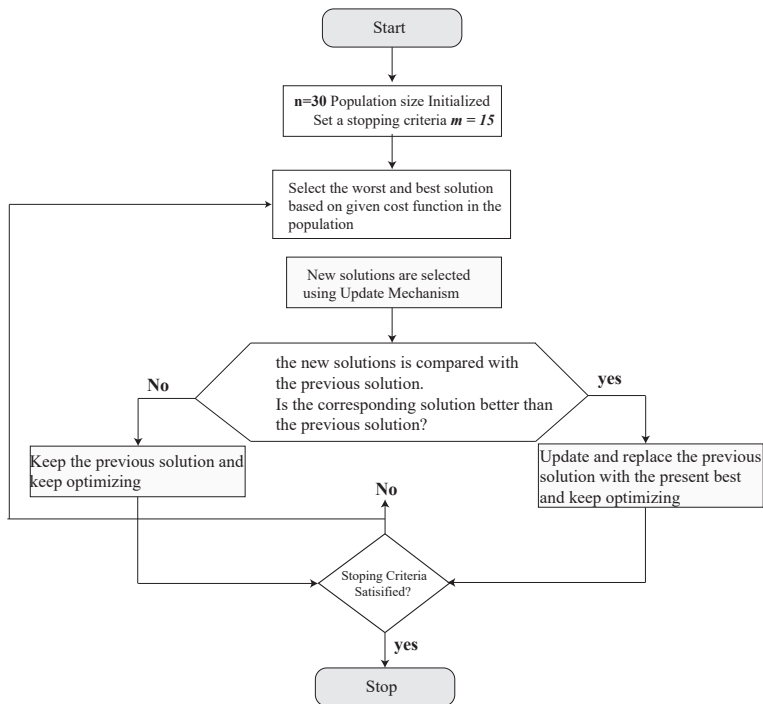 Start
n=30 Population size Initialized
Set a stopping criteria m = 15
Select the worst and best solution
based on given cost function in the
population
New solutions are selected
using Update Mechanism
the new solutions is compared with
the previous solution.
Is the corresponding solution better than
the previous solution?
No
yes
Keep the previous solution and
keep optimizing
Update and replace the previous
solution with the present best
and keep optimizing
No
Stoping Criteria
Satisified?
yes
Stop